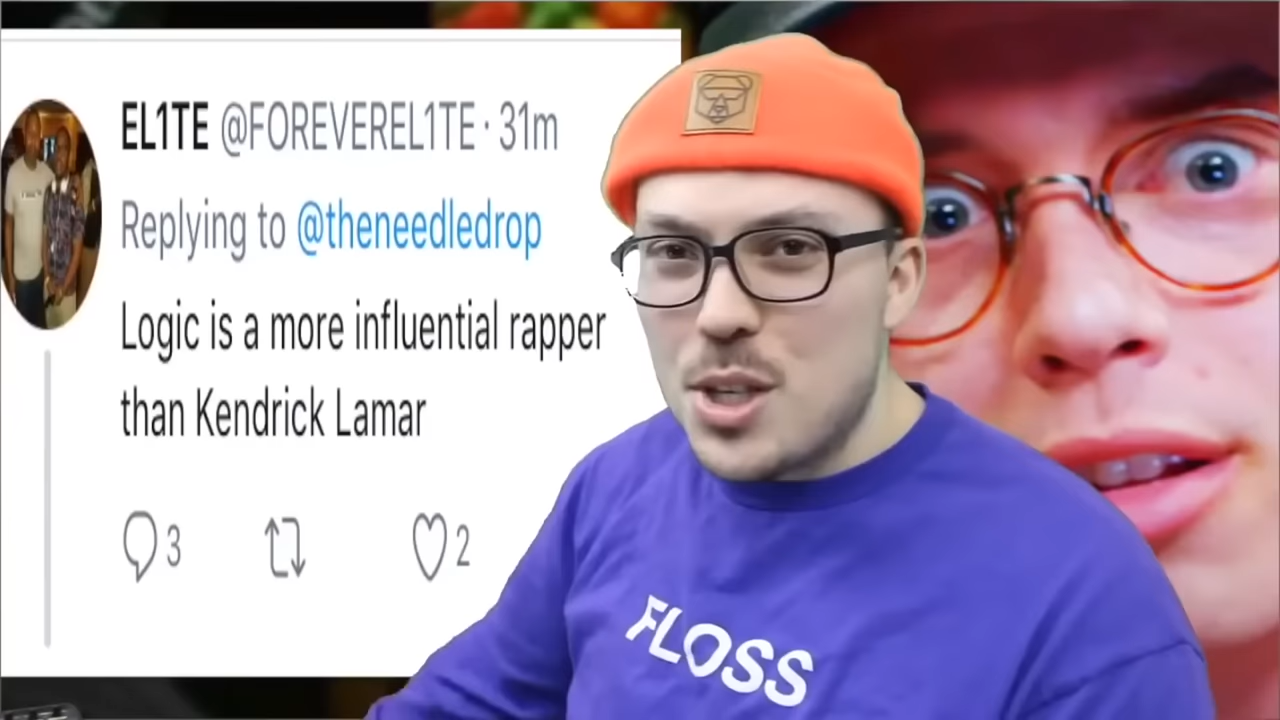 EL1TE @FOREVEREL1TE · 31m
Replying to @theneedledrop
Logic is a more influential rapper
than Kendrick Lamar
3
2
FLOSS